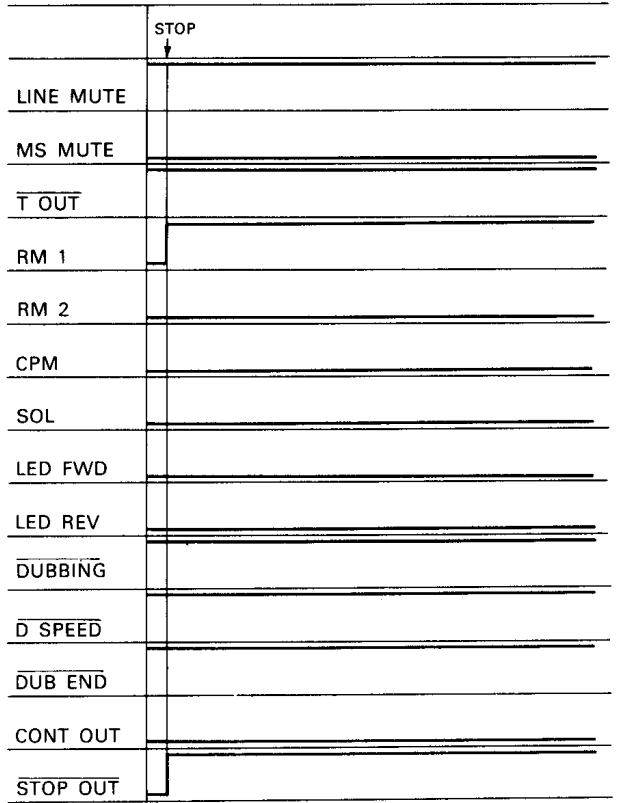 STOP
LINE MUTE
MS MUTE
T OUT
RM 1
RM 2
CPM
SOL
LED FWD
LED REV
DUBBING
D SPEED
DUB END
CONT OUT
STOP OUT